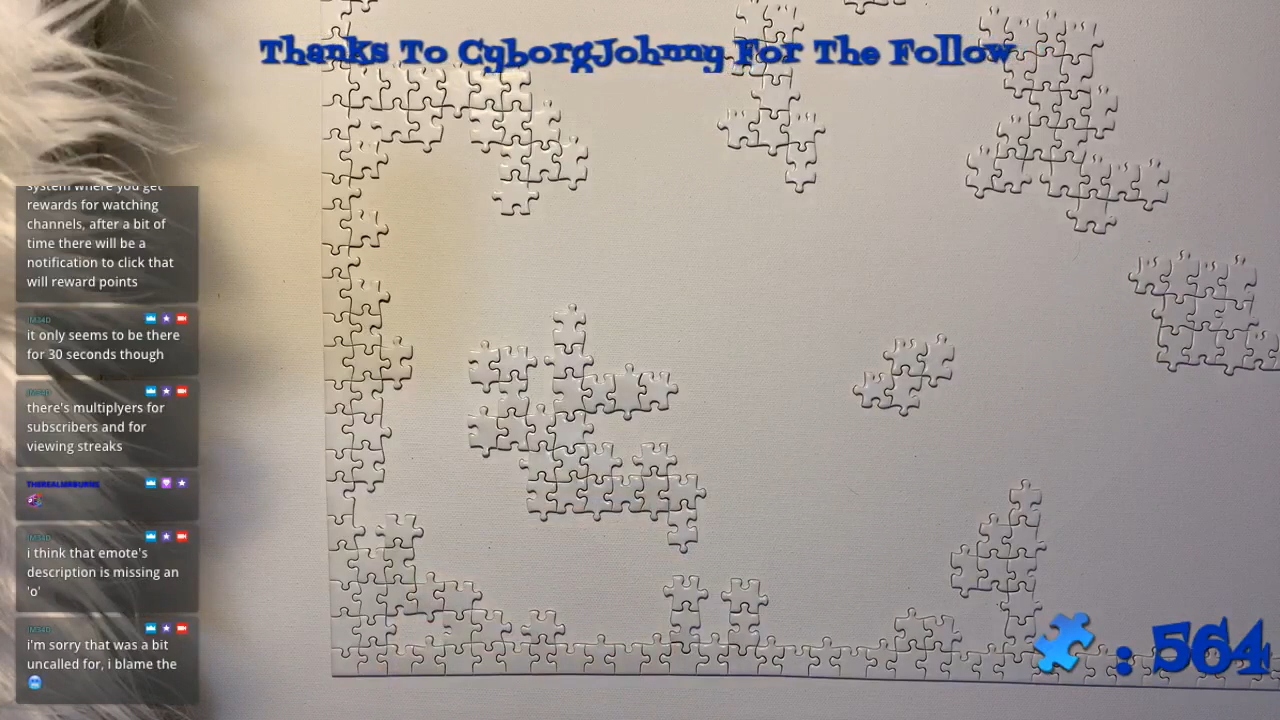 Thanks To CyborgJohnny For The Follow
system where you get
rewards for watching
channels, after a bit of
time there will be a
notification to click that
will reward points
it only seems to be there
for 30 seconds though
there's multiplyers for
subscribers and for
viewing streaks
THEREALMRBURNS
i think that emote's
description is missing an
'o'
i'm sorry that was a bit
uncalled for, i blame the
: 564